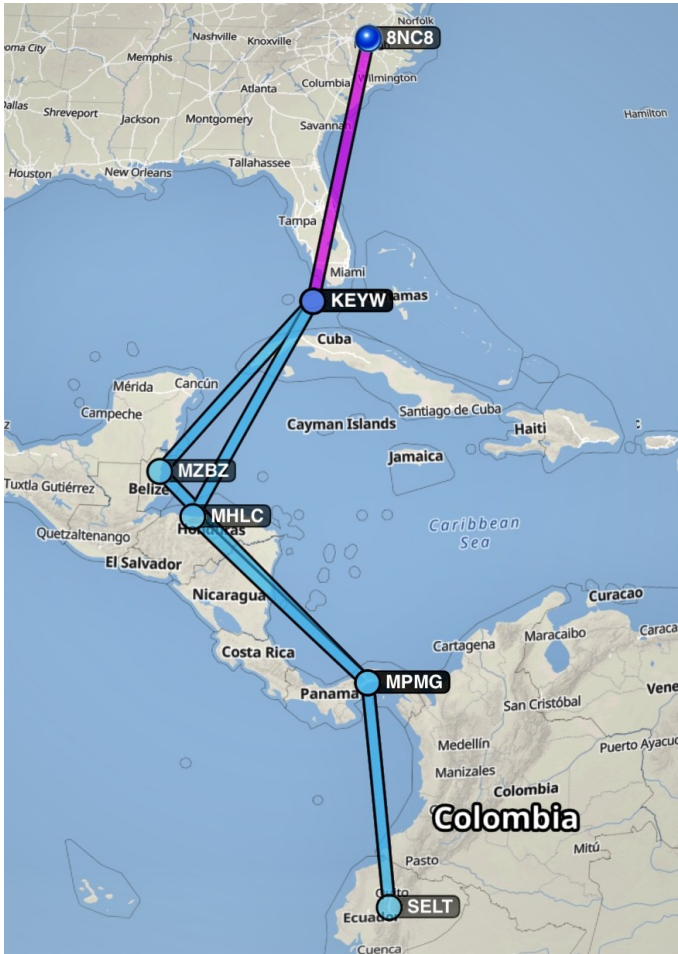 Norfolk
8NC8
Nashville
Knoxville
oma City
Memphis
Columbia
Wilmington
Atlanta
Dallas
Shreveport
Jackson
Montgomery
Savannah
Hamilton
Tallahassee
Houston
New Orleans
Tampa
Miami
KEYW
amas
Cuba
Mérida
Cancún
Campeche
Santiago de Cuba
Cayman Islands
Haiti
Jamaica
MZBZ
Tuxtla Gutiérrez
Belize
MHLC
Honduras
Caribbean
Sea
Quetzaltenango
El Salvador
Nicaragua
Curacao
Maracaibo
Cartagena
Caraca
Costa Rica
MPMG
Panama
Vene
San Cristóbal
Medellín
Puerto Ayacuc
Manizales
Colombia
Colombia
Mitú
Pasto
Quito
SELT
Ecuador
Cuenca